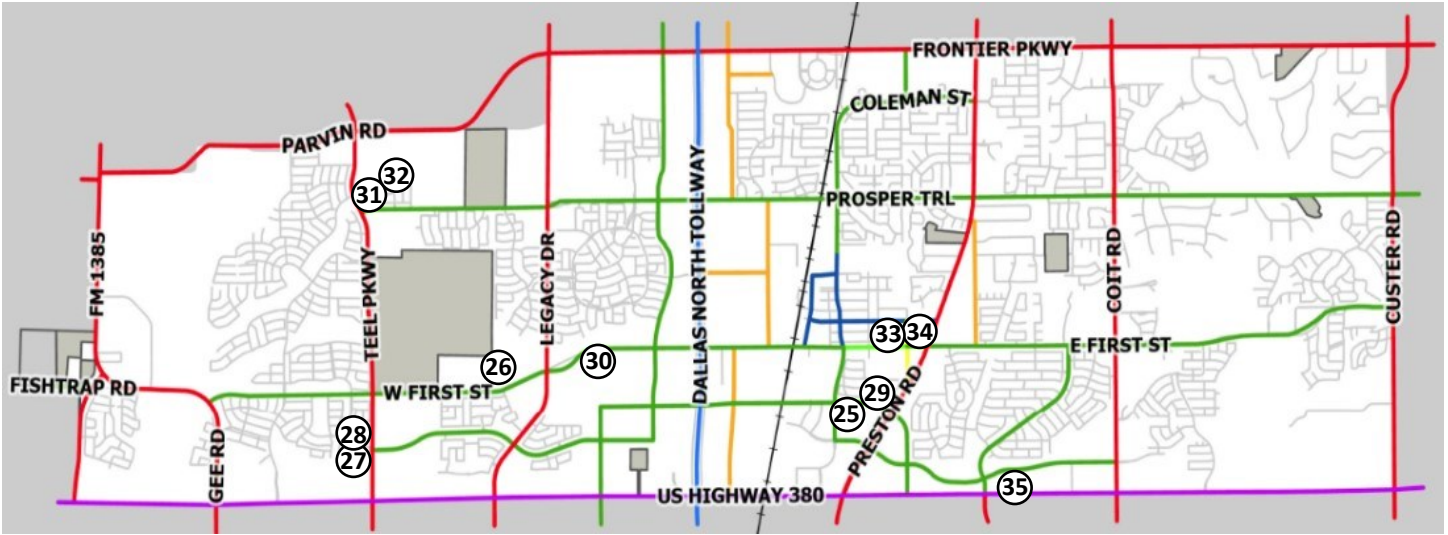 FRONTIER PKWY
COLEMAN ST
PARVIN RD
32
31
PROSPER TRL
DALLAS NORTH TOLLWAY
FM 1385
TEEL PKWY
LEGACY DR
COIT RD
CUSTER RD
33
34
E FIRST ST
30
26
FISHTRAP RD
W FIRST ST
29
25
PRESTON RD
28
27
GEE RD
35
US HIGHWAY 380